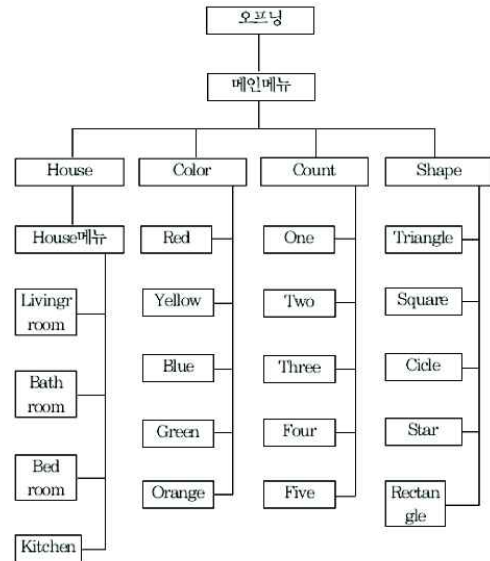 오프닝
메인메뉴
House
Color
Count
Shape
House메뉴
Red
One
Triangle
Livingr
room
Yellow
Two
Square
Bath
room
Blue
Three
Cicle
Bed
room
Green
Four
Star
Orange
Five
Rectan
gle
Kitchen